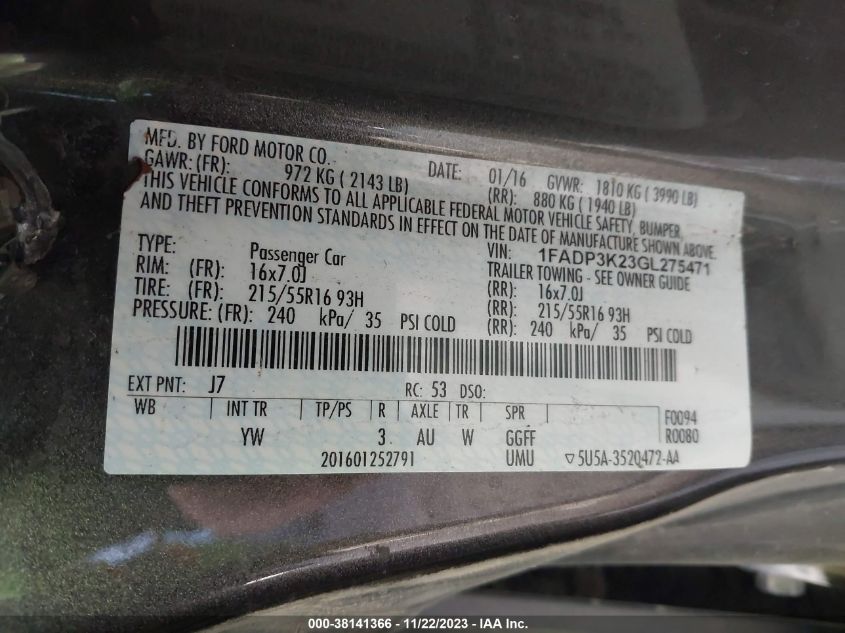 MFD. BY FORD MOTOR CO.
DATE: 01/16 GVWR: 1810 KG ( 3990 LB)
GAWR: (FR): 972 KG ( 2143 LB) (RR): 880 KG ( 1940 LB)
THIS VEHICLE CONFORMS TO ALL APPLICABLE FEDERAL MOTOR VEHICLE SAFETY, BUMPER,
AND THEFT PREVENTION STANDARDS IN EFFECT ON THE DATE OF MANUFACTURE SHOWN ABOVE.
VIN: 1FADP3K23GL275471
TYPE: Passenger Car TRAILER TOWING - SEE OWNER GUIDE
RIM: (FR): 16x7.0J (RR): 16x7.0J
TIRE: (FR): 215/55R16 93H (RR): 215/55R16 93H
PRESSURE: (FR): 240 kPa/ 35 PSI COLD (RR): 240 kPa/ 35 PSI COLD
EXT PNT: J7 RC: 53 DSO:
WB INT TR TP/PS R AXLE TR SPR F0094
YW 3 AU W GGFF R0080
201601252791 UMU ▽5U5A-3520472-AA
000-38141366 - 11/22/2023 - IAA Inc.